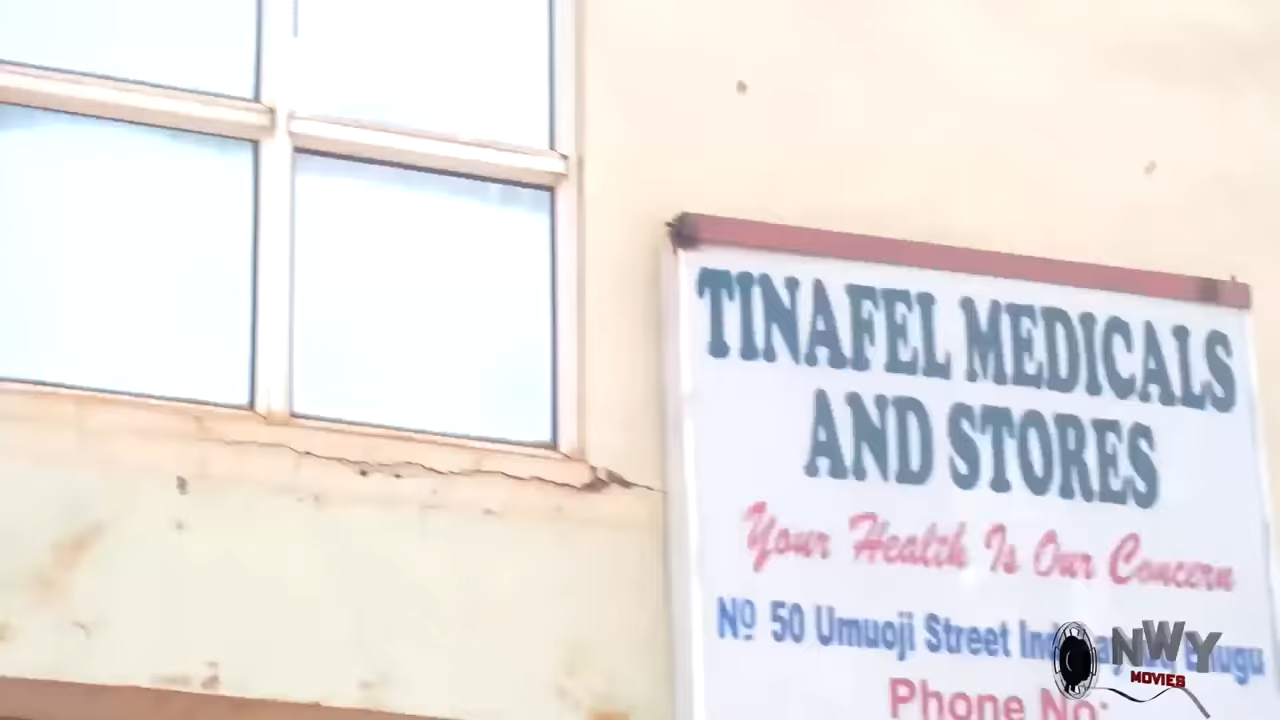 TINAFEL MEDICALS
AND STORES
Your Health Is Our Concern
Nº 50 Umuoji Street
Phone No:
NWY
MOVIES